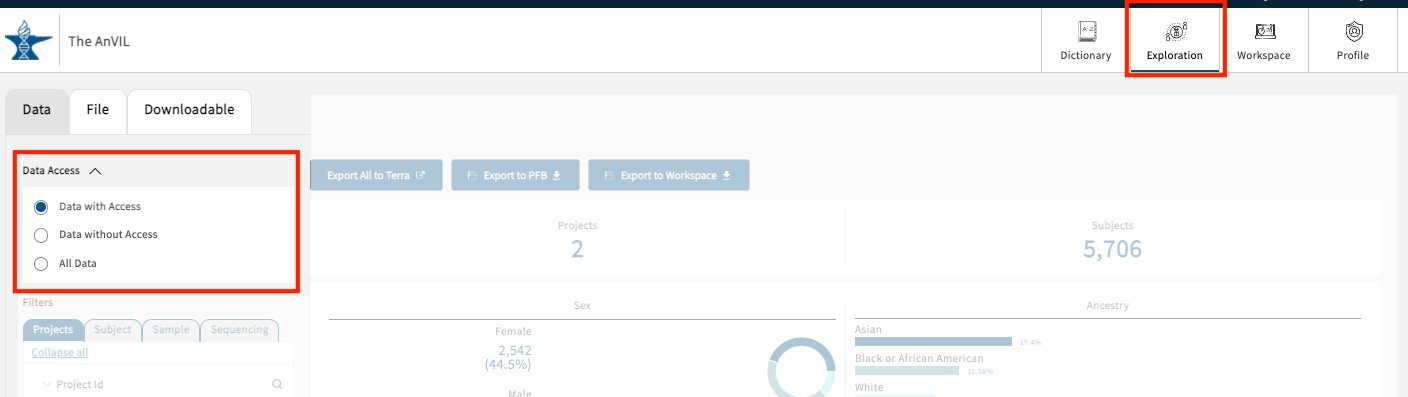 The AnVIL
Dictionary
Exploration
Workspace
Profile
Data
File
Downloadable
Data Access
Data with Access
Data without Access
All Data
Export All to Terra
Export to PFB
Export to Workspace
Projects
2
Subjects
5,706
Filters
Projects
Subject
Sample
Sequencing
Collapse all
Project Id
Sex
Female
2,542
(44.5%)
Male
Ancestry
Asian
17.4%
Black or African American
11.58%
White